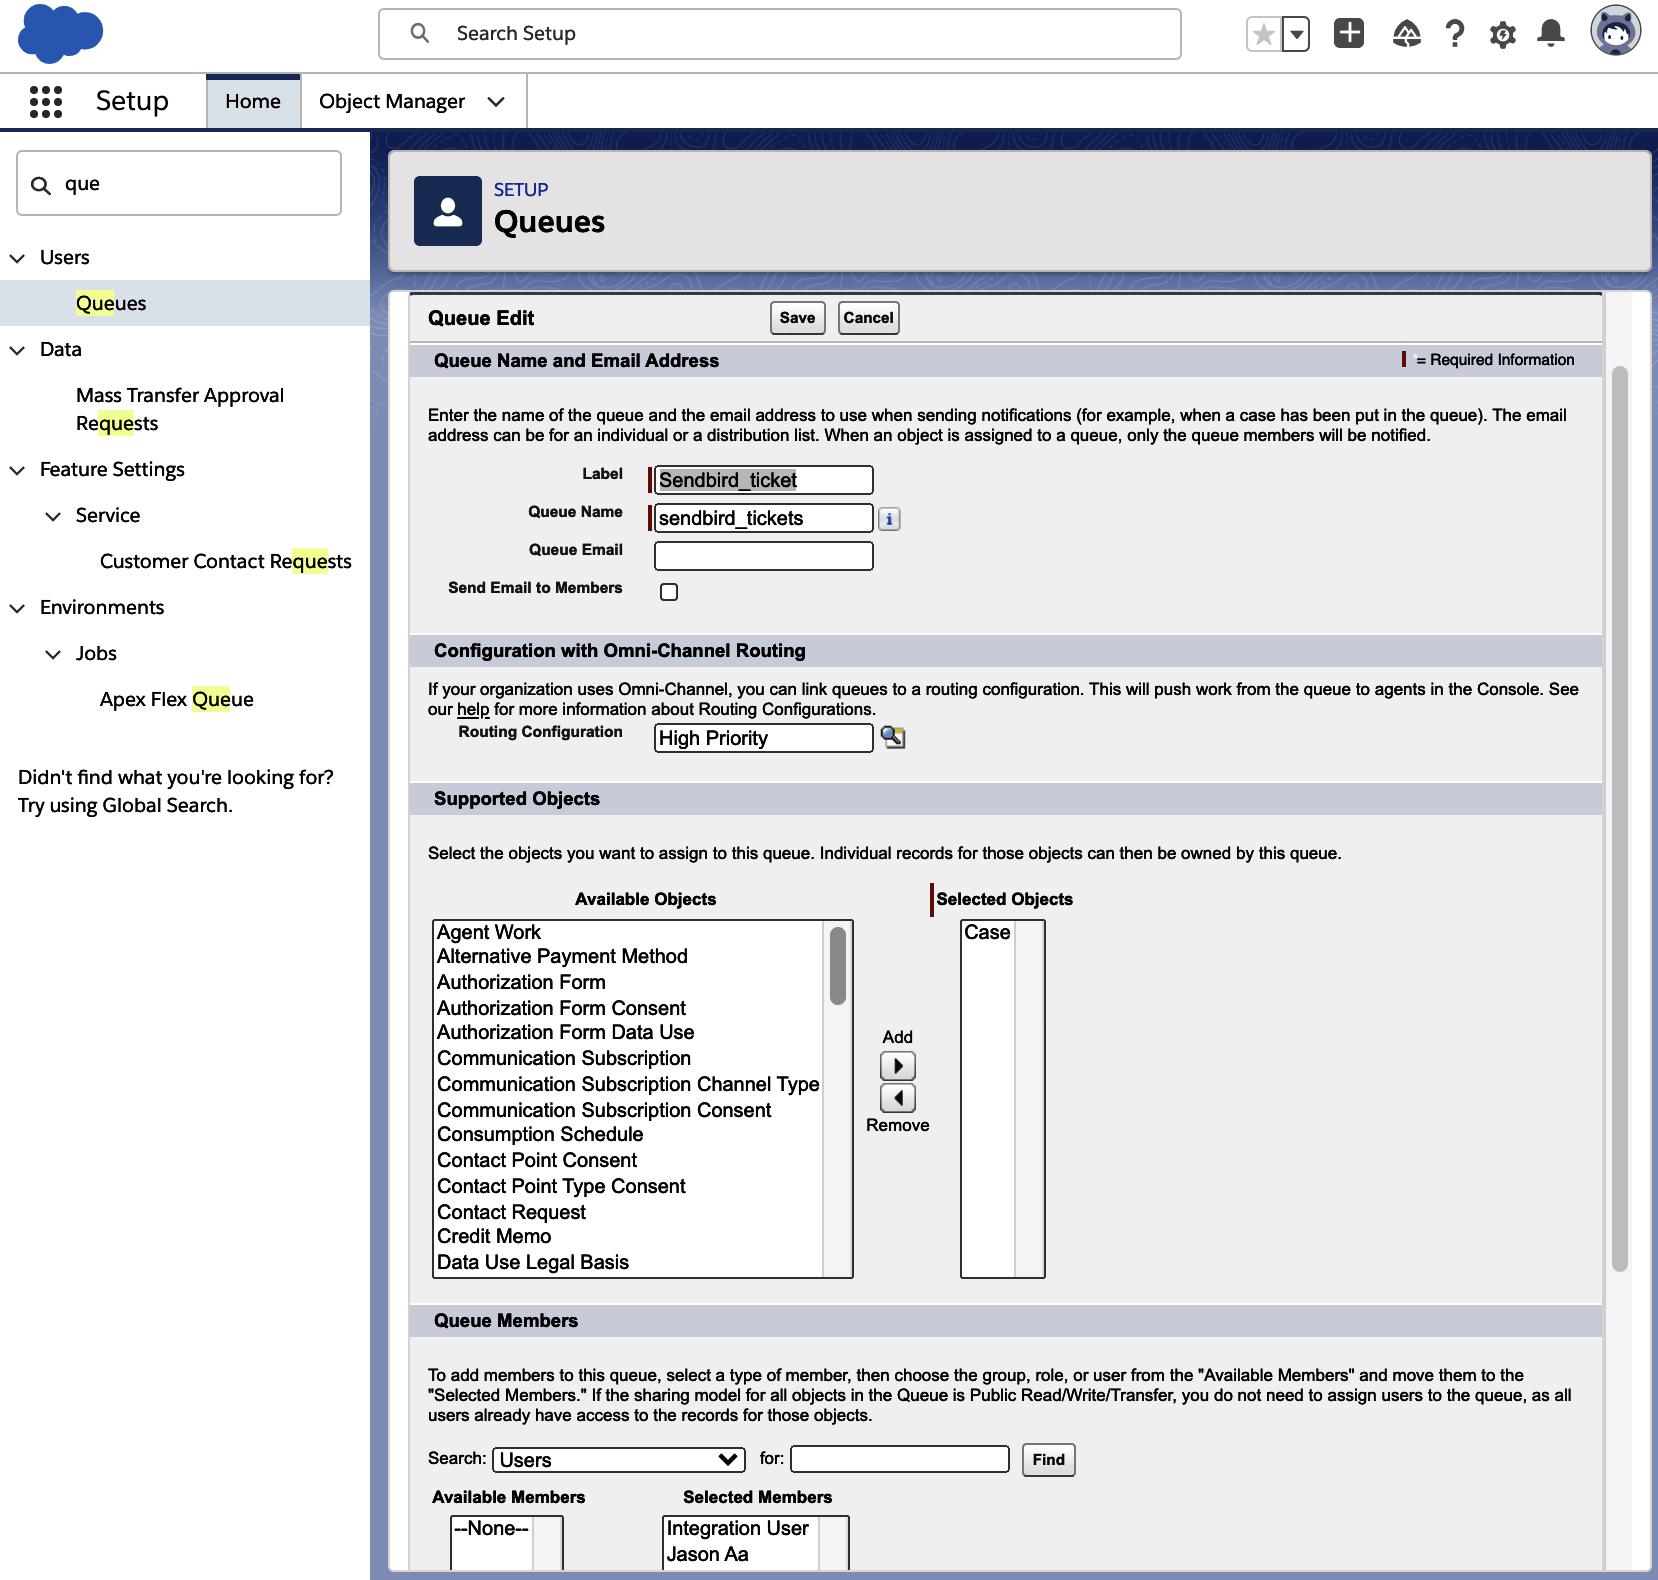 Search Setup
Setup
Home
Object Manager
que
Users
Queues
Data
Mass Transfer Approval
Requests
Feature Settings
Service
Customer Contact Requests
Environments
Jobs
Apex Flex Queue
Didn't find what you're looking for?
Try using Global Search.
SETUP
Queues
Queue Edit
Save
Cancel
Queue Name and Email Address
= Required Information
Enter the name of the queue and the email address to use when sending notifications (for example, when a case has been put in the queue). The email
address can be for an individual or a distribution list. When an object is assigned to a queue, only the queue members will be notified.
Label
Sendbird_ticket
Queue Name
sendbird_tickets
i
Queue Email
Send Email to Members
Configuration with Omni-Channel Routing
If your organization uses Omni-Channel, you can link queues to a routing configuration. This will push work from the queue to agents in the Console. See
our help for more information about Routing Configurations.
Routing Configuration
High Priority
Supported Objects
Select the objects you want to assign to this queue. Individual records for those objects can then be owned by this queue.
Available Objects
Agent Work
Alternative Payment Method
Authorization Form
Authorization Form Consent
Authorization Form Data Use
Communication Subscription
Communication Subscription Channel Type
Communication Subscription Consent
Consumption Schedule
Contact Point Consent
Contact Point Type Consent
Contact Request
Credit Memo
Data Use Legal Basis
Add
Remove
Selected Objects
Case
Queue Members
To add members to this queue, select a type of member, then choose the group, role, or user from the "Available Members" and move them to the
"Selected Members." If the sharing model for all objects in the Queue is Public Read/Write/Transfer, you do not need to assign users to the queue, as all
users already have access to the records for those objects.
Search:
Users
for:
Find
Available Members
--None--
Selected Members
Integration User
Jason Aa